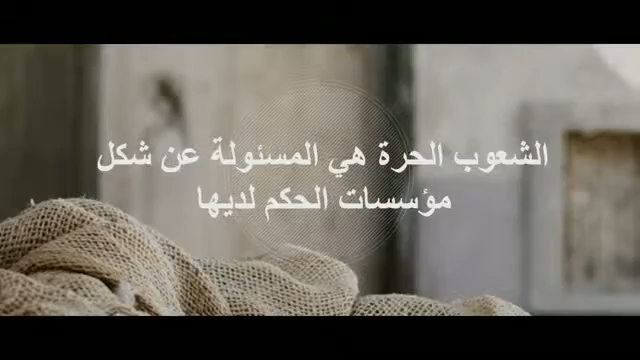 الشعوب الحرة هي المسئولة عن شكل
مؤسسات الحكم لديها